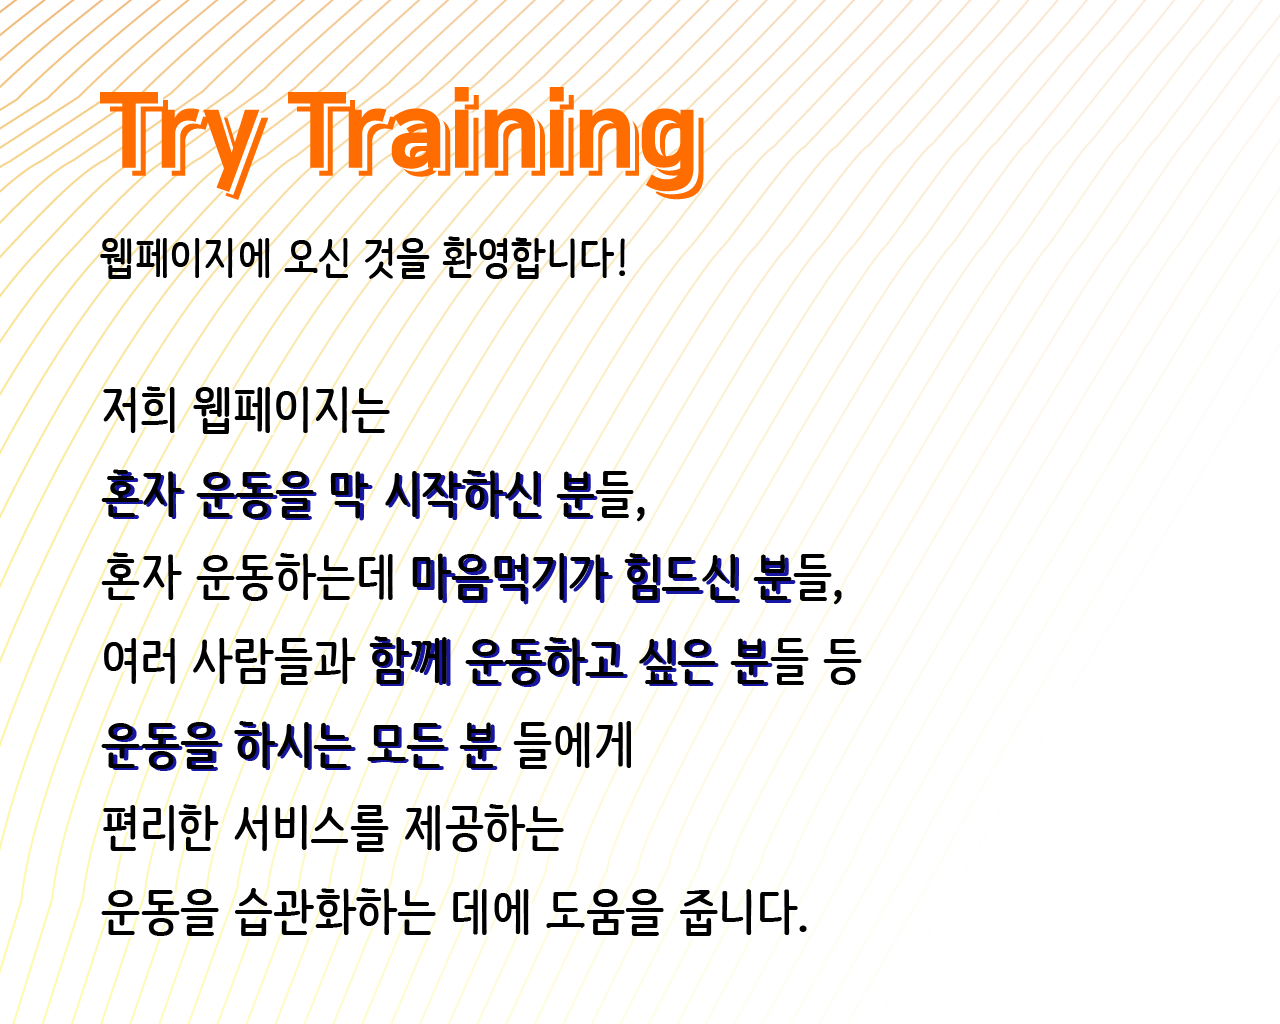 Try Training
웹페이지에 오신 것을 환영합니다!
저희 웹페이지는
혼자 운동을 막 시작하신 분들,
혼자 운동하는데 마음먹기가 힘드신 분들,
여러 사람들과 함께 운동하고 싶은 분들 등
운동을 하시는 모든 분 들에게
편리한 서비스를 제공하는
운동을 습관화하는 데에 도움을 줍니다.